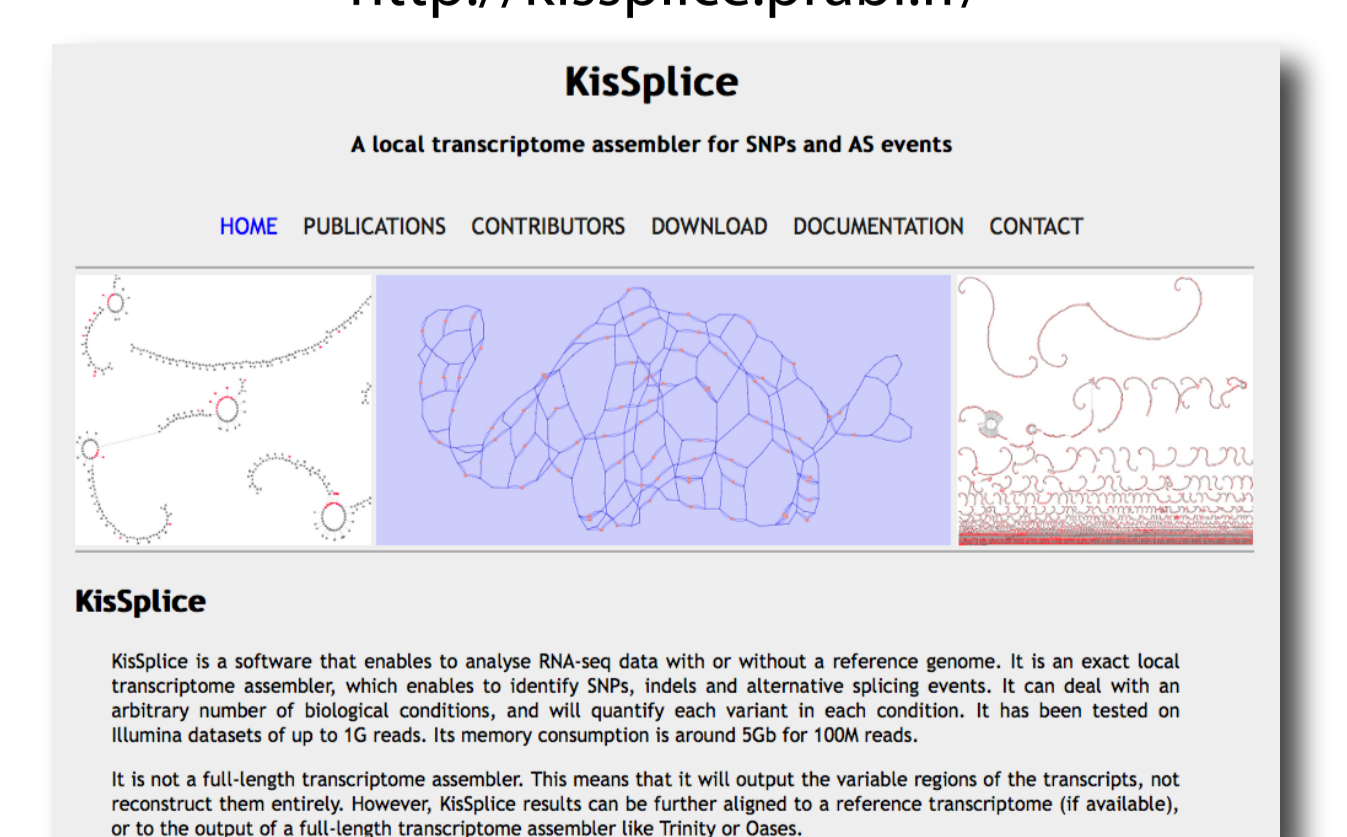 http://kissplice.prabi.fr/
KisSplice
A local transcriptome assembler for SNPs and AS events
HOME PUBLICATIONS CONTRIBUTORS DOWNLOAD DOCUMENTATION CONTACT
KisSplice
KisSplice is a software that enables to analyse RNA-seq data with or without a reference genome. It is an exact local
transcriptome assembler, which enables to identify SNPs, indels and alternative splicing events. It can deal with an
arbitrary number of biological conditions, and will quantify each variant in each condition. It has been tested on
Illumina datasets of up to 1G reads. Its memory consumption is around 5Gb for 100M reads.
It is not a full-length transcriptome assembler. This means that it will output the variable regions of the transcripts, not
reconstruct them entirely. However, KisSplice results can be further aligned to a reference transcriptome (if available),
or to the output of a full-length transcriptome assembler like Trinity or Oases.